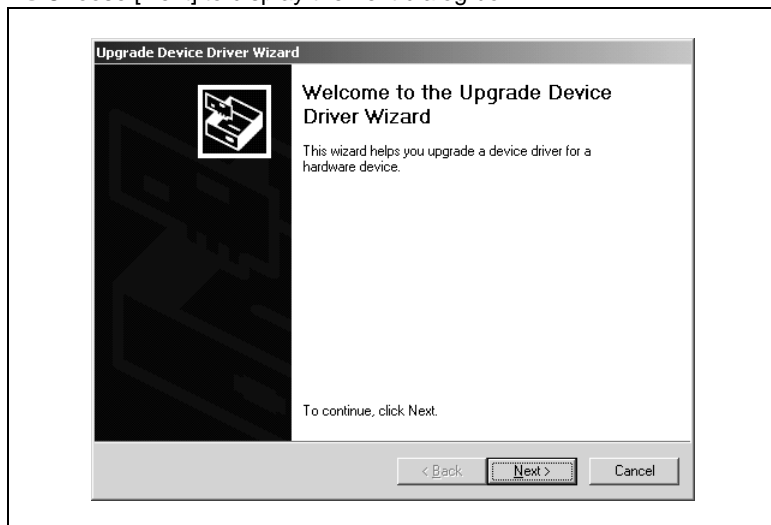 Upgrade Device Driver Wizard
Welcome to the Upgrade Device
Driver Wizard
This wizard helps you upgrade a device driver for a
hardware device.
To continue, click Next.
< Back Next > Cancel